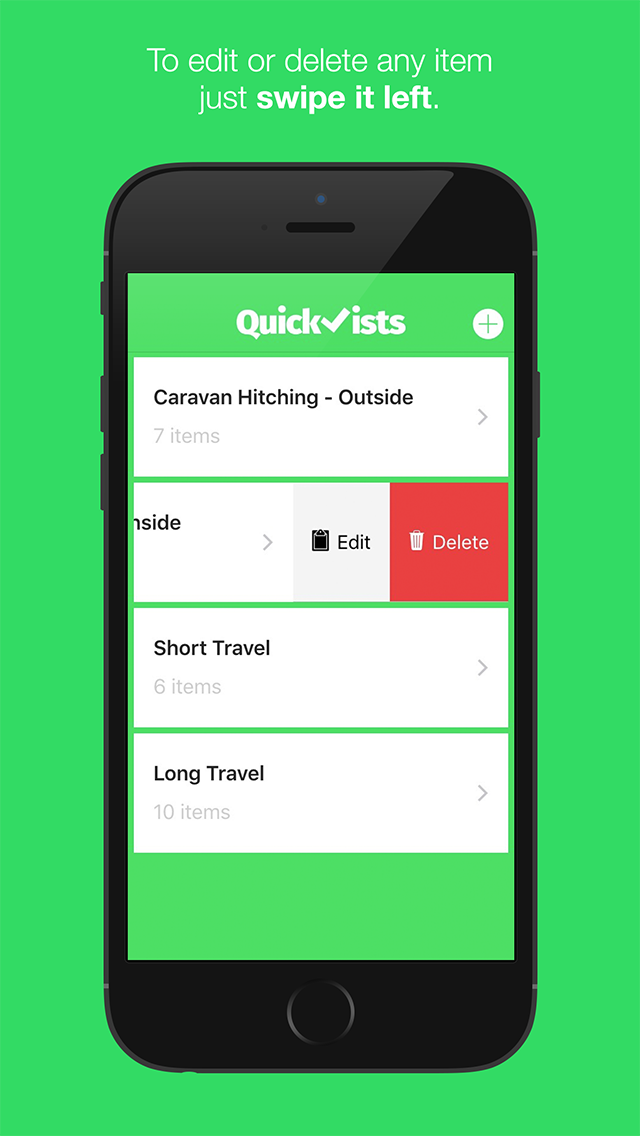 To edit or delete any item
just swipe it left.
Quick✓ists
Caravan Hitching - Outside
7 items
nside
Edit
Delete
Short Travel
6 items
Long Travel
10 items